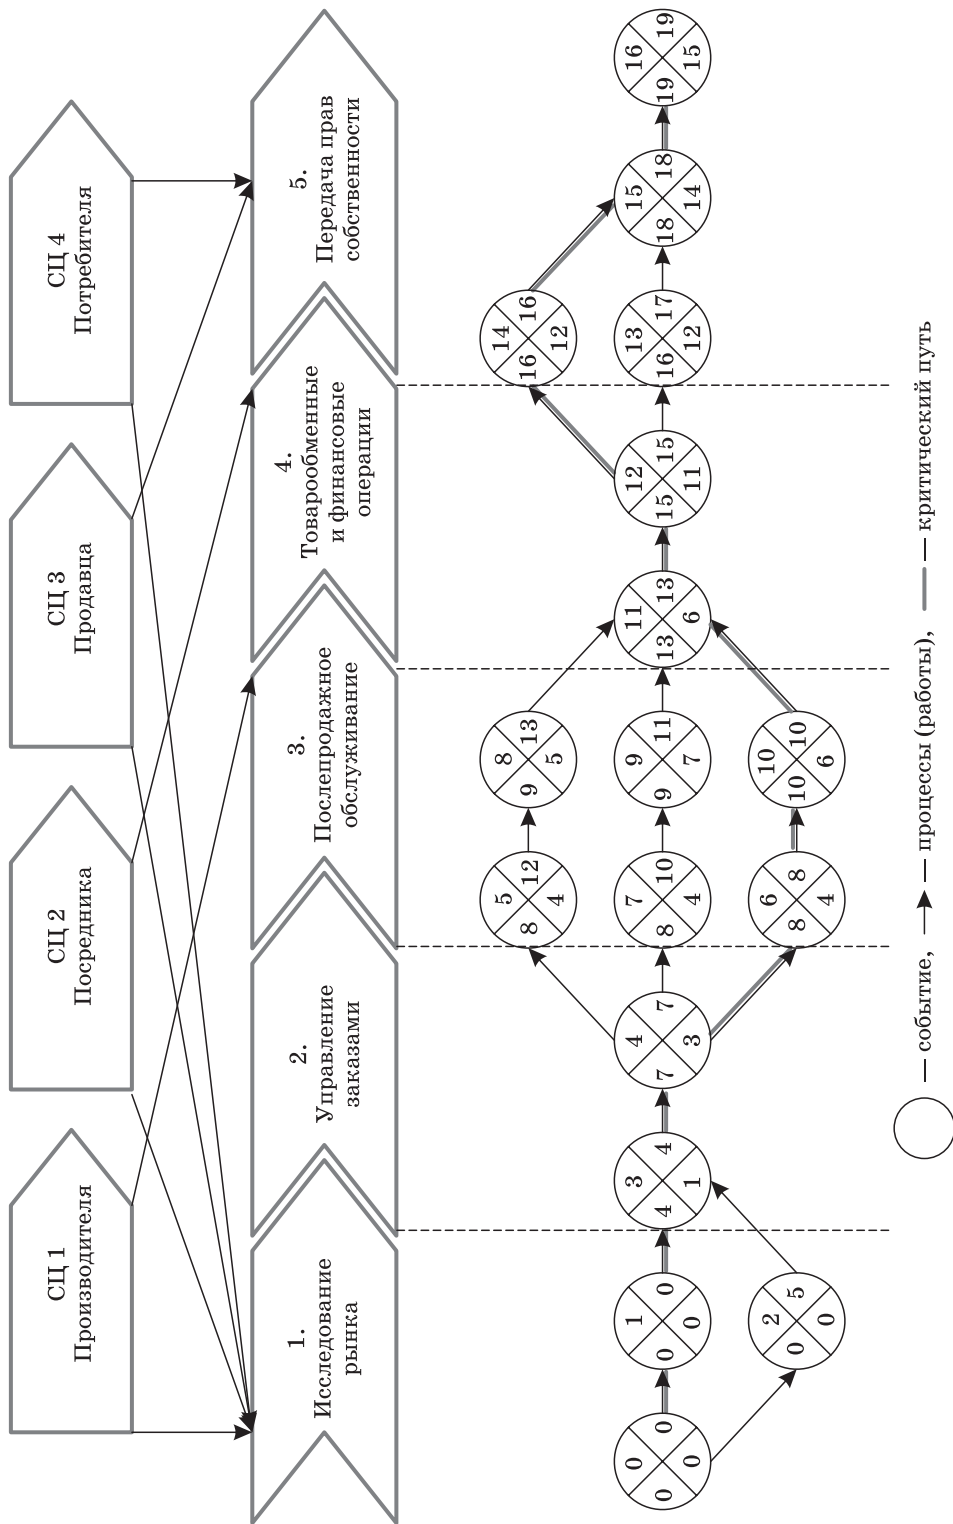 СЦ 1
Производителя
СЦ 2
Посредника
СЦ 3
Продавца
СЦ 4
Потребителя
1.
Исследование
рынка
2.
Управление
заказами
3.
Послепродажное
обслуживание
4.
Товарообменные
и финансовые
операции
5.
Передача прав
собственности
0
0 0
0
1
0 0
0
2
0 5
0
3
4 4
1
4
7 7
3
5
8 12
4
7
8 10
4
6
8 8
4
8
9 13
5
9
9 11
7
10
10 10
6
11
13 13
6
12
15 15
11
14
16 16
12
13
16 17
12
15
18 18
14
16
19 19
15
— событие, — процессы (работы), — критический путь